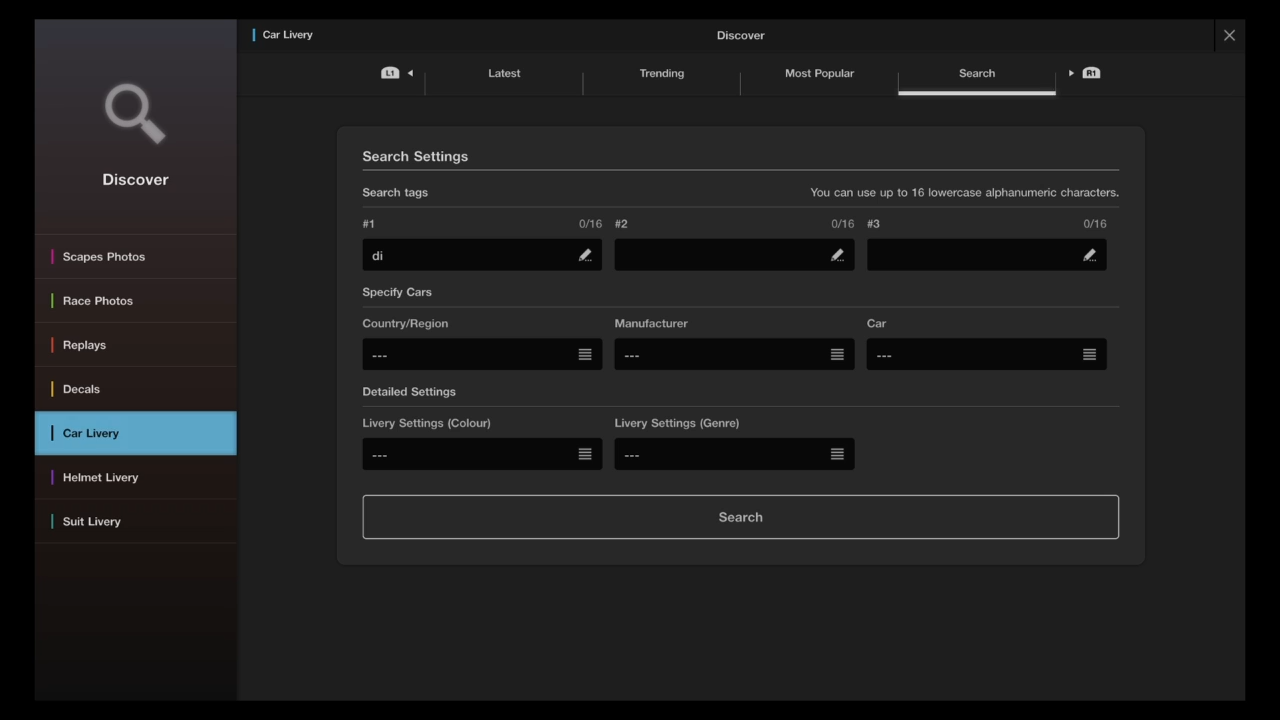 Car Livery
Discover
L1 Latest Trending Most Popular Search R1
Discover
Scapes Photos
Race Photos
Replays
Decals
Car Livery
Helmet Livery
Suit Livery
Search Settings
Search tags You can use up to 16 lowercase alphanumeric characters.
#1 0/16 #2 0/16 #3 0/16
di
Specify Cars
Country/Region Manufacturer Car
--- --- ---
Detailed Settings
Livery Settings (Colour) Livery Settings (Genre)
--- ---
Search